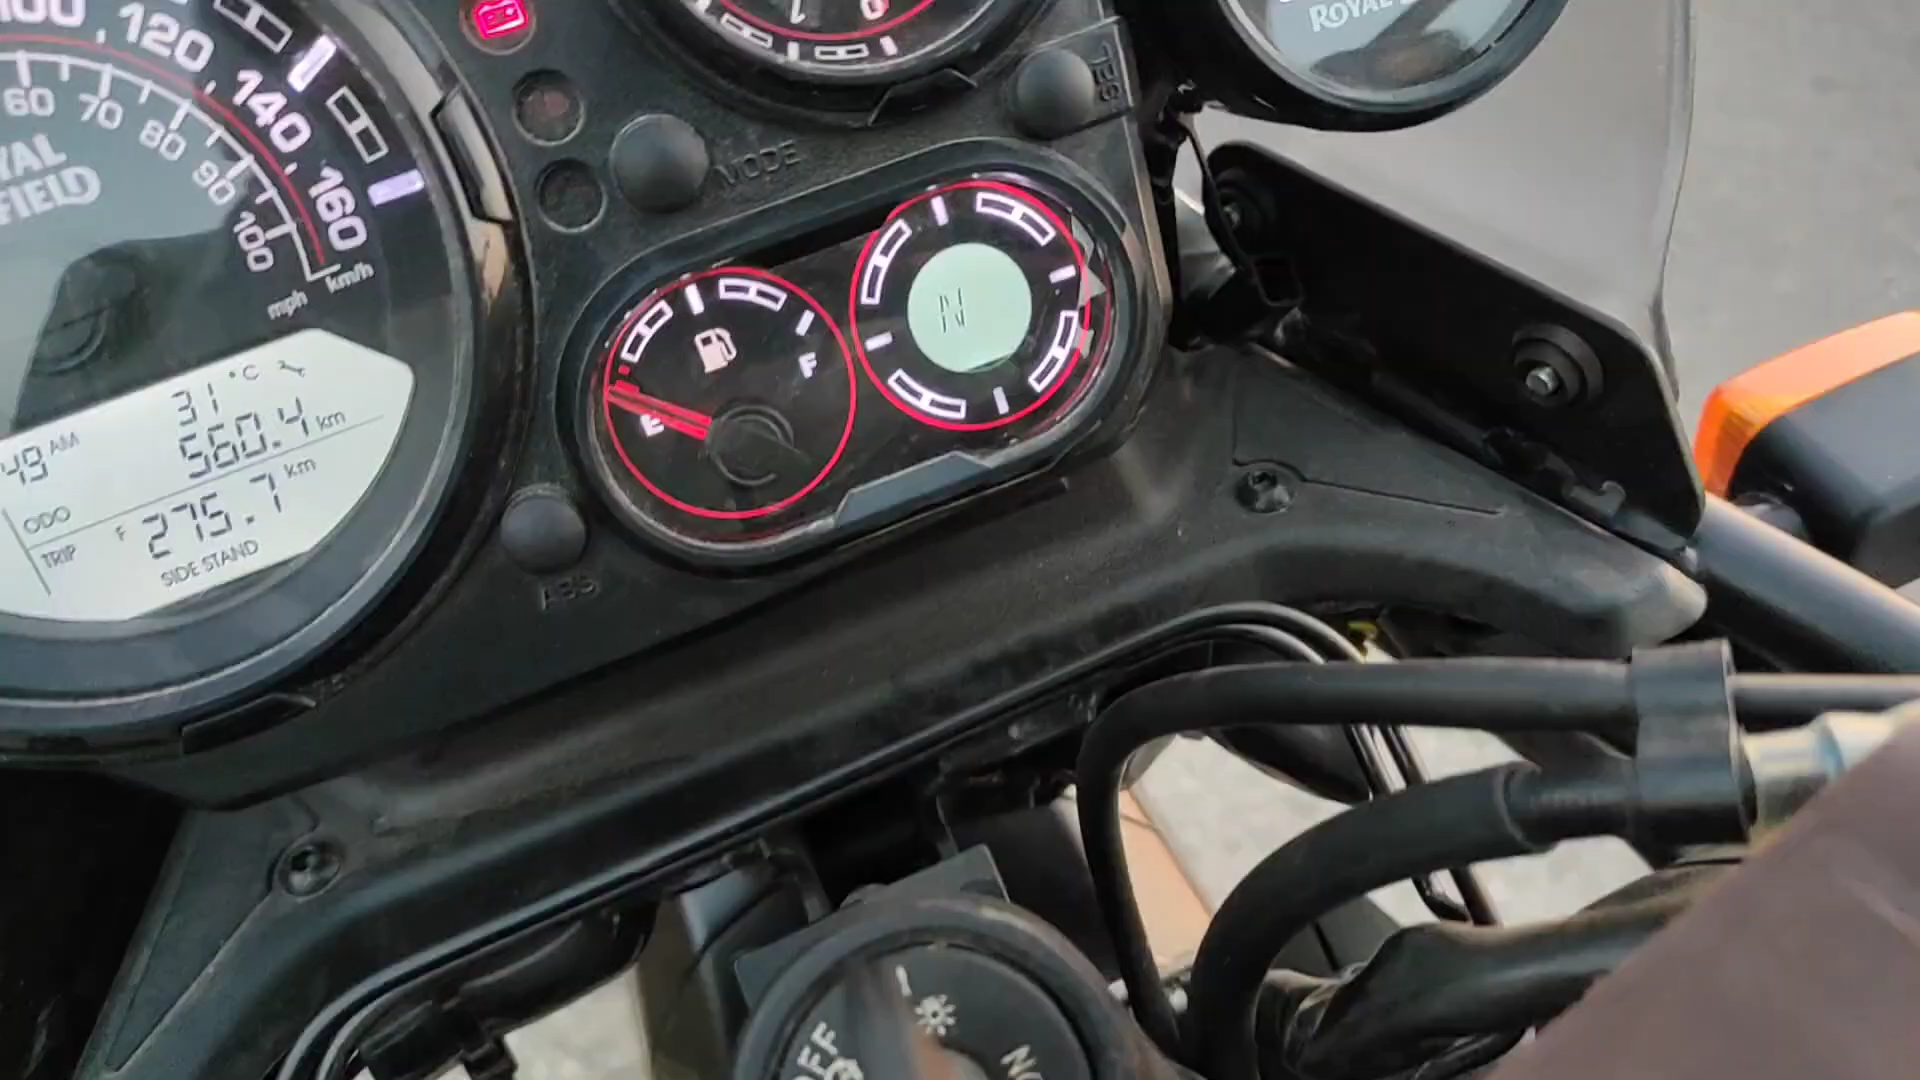 100
120
140
160
60
70
80
90
100
km/h
mph
YAL
FIELD
31 °C
49 AM
560.4 km
ODO
TRIP F 275.7 km
SIDE STAND
MODE
SEL
ABS
E
F
N
ROYAL
ON